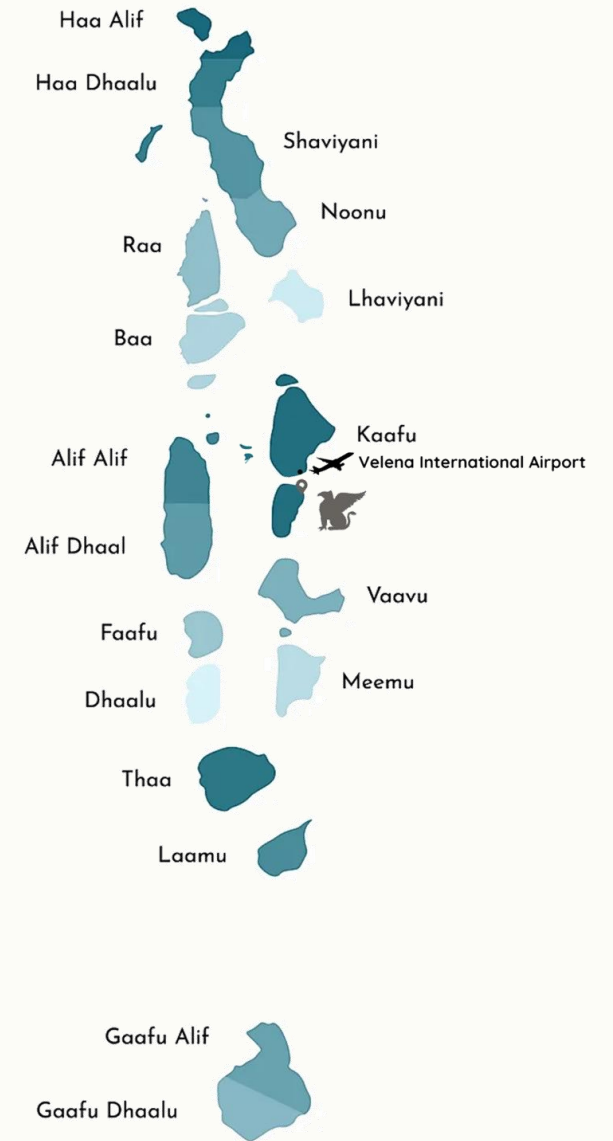 Haa Alif
Haa Dhaalu
Shaviyani
Noonu
Raa
Lhaviyani
Baa
Kaafu
Alif Alif
Velena International Airport
Alif Dhaal
Vaavu
Faafu
Meemu
Dhaalu
Thaa
Laamu
Gaafu Alif
Gaafu Dhaalu